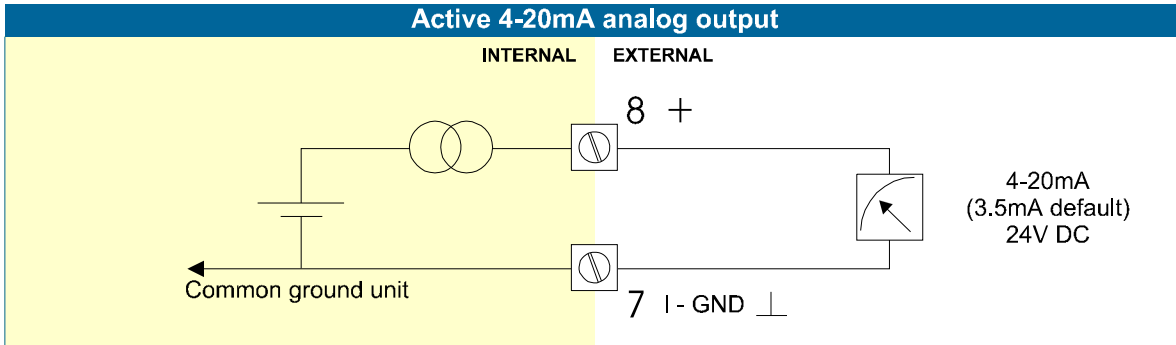 Active 4-20mA analog output
INTERNAL EXTERNAL
8 +
4-20mA
(3.5mA default)
24V DC
Common ground unit
7 I - GND ⊥